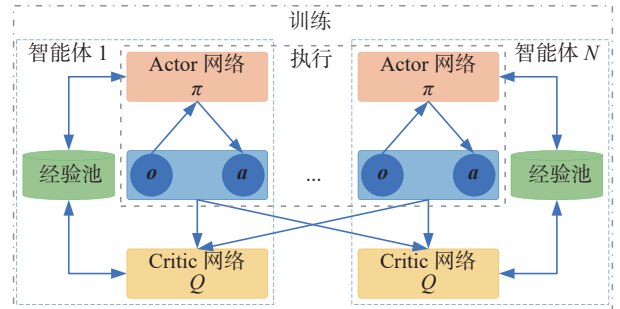 训练
智能体 1
执行
智能体 N
Actor 网络
π
Actor 网络
π
经验池
o
a
...
o
a
经验池
Critic 网络
Q
Critic 网络
Q